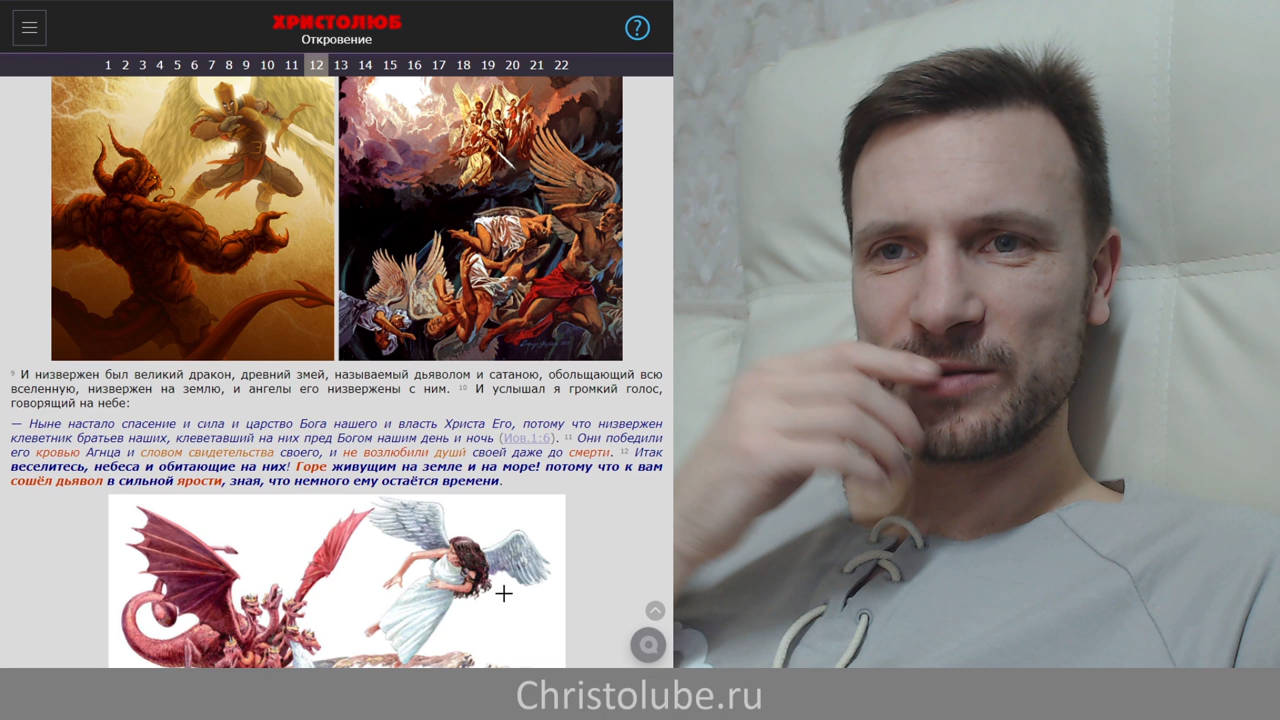 ХРИСТОЛЮБ
Откровение
1 2 3 4 5 6 7 8 9 10 11 12 13 14 15 16 17 18 19 20 21 22
9 И низвержен был великий дракон, древний змей, называемый дьяволом и сатаною, обольщающий всю
вселенную, низвержен на землю, и ангелы его низвержены с ним. 10 И услышал я громкий голос,
говорящий на небе:
— Ныне настало спасение и сила и царство Бога нашего и власть Христа Его, потому что низвержен
клеветник братьев наших, клеветавший на них пред Богом нашим день и ночь (Иов.1:6). 11 Они победили
его кровью Агнца и словом свидетельства своего, и не возлюбили душй своей даже до смерти. 12 Итак
веселитесь, небеса и обитающие на них! Горе живущим на земле и на море! потому что к вам
сошёл дьявол в сильной ярости, зная, что немного ему остаётся времени.
Christolube.ru